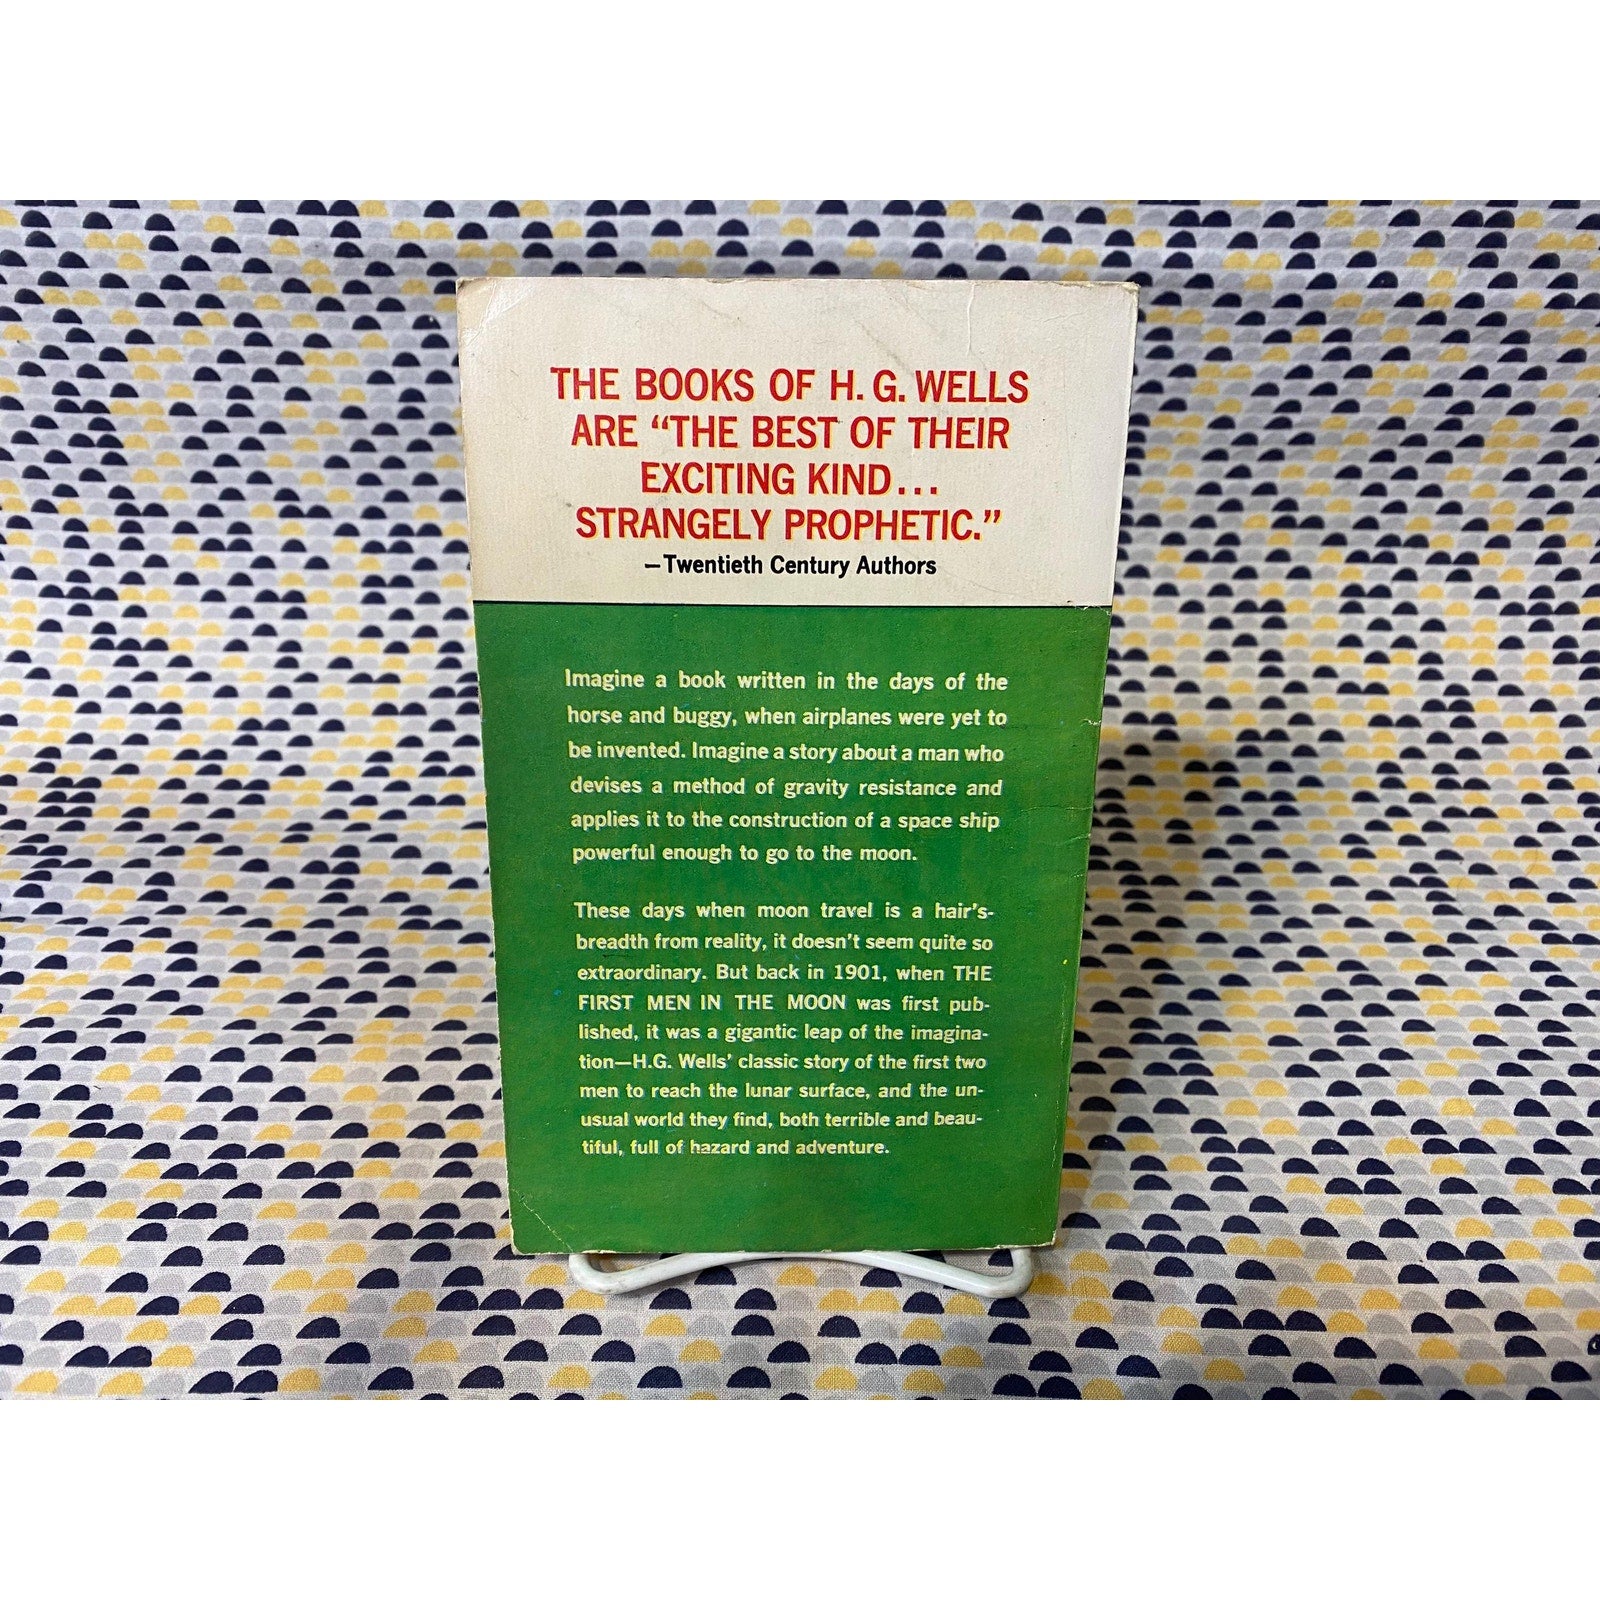 THE BOOKS OF H. G. WELLS
ARE “THE BEST OF THEIR
EXCITING KIND...
STRANGELY PROPHETIC.”
—Twentieth Century Authors
Imagine a book written in the days of the
horse and buggy, when airplanes were yet to
be invented. Imagine a story about a man who
devises a method of gravity resistance and
applies it to the construction of a space ship
powerful enough to go to the moon.
These days when moon travel is a hair's-
breadth from reality, it doesn't seem quite so
extraordinary. But back in 1901, when THE
FIRST MEN IN THE MOON was first pub-
lished, it was a gigantic leap of the imagina-
tion—H.G. Wells' classic story of the first two
men to reach the lunar surface, and the un-
usual world they find, both terrible and beau-
tiful, full of hazard and adventure.